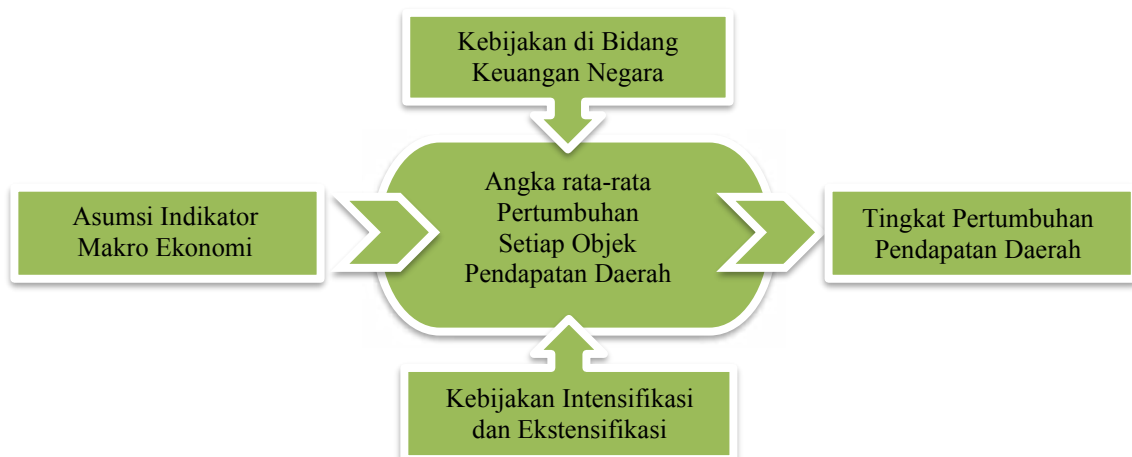 Kebijakan di Bidang
Keuangan Negara
Asumsi Indikator
Makro Ekonomi
Angka rata-rata
Pertumbuhan
Setiap Objek
Pendapatan Daerah
Tingkat Pertumbuhan
Pendapatan Daerah
Kebijakan Intensifikasi
dan Ekstensifikasi